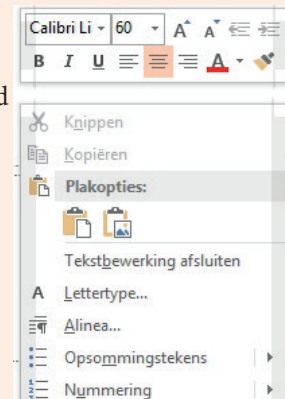 Calibri Li 60 A A
B I U A
d
Knippen
Kopiëren
Plakopties:
Tekstbewerking afsluiten
A Lettertype...
Alinea...
Opsommingstekens
Nummering